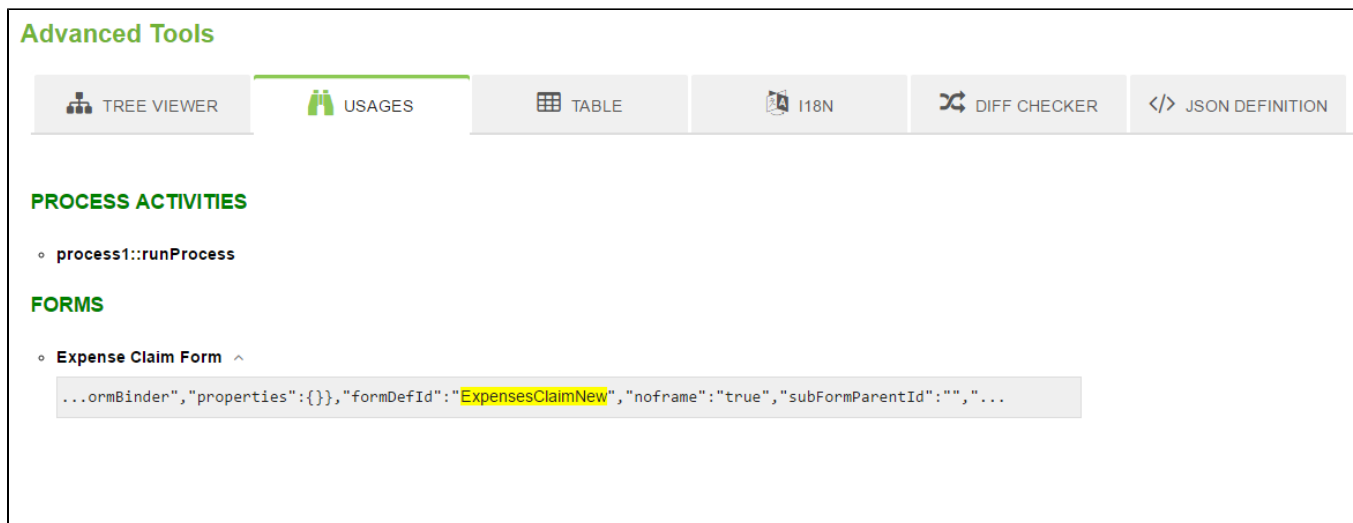 Advanced Tools
TREE VIEWER USAGES TABLE I18N DIFF CHECKER </> JSON DEFINITION
PROCESS ACTIVITIES
process1::runProcess
FORMS
Expense Claim Form
...ormBinder","properties":{}},"formDefId":"ExpensesClaimNew","noframe":"true","subFormParentId":"","...